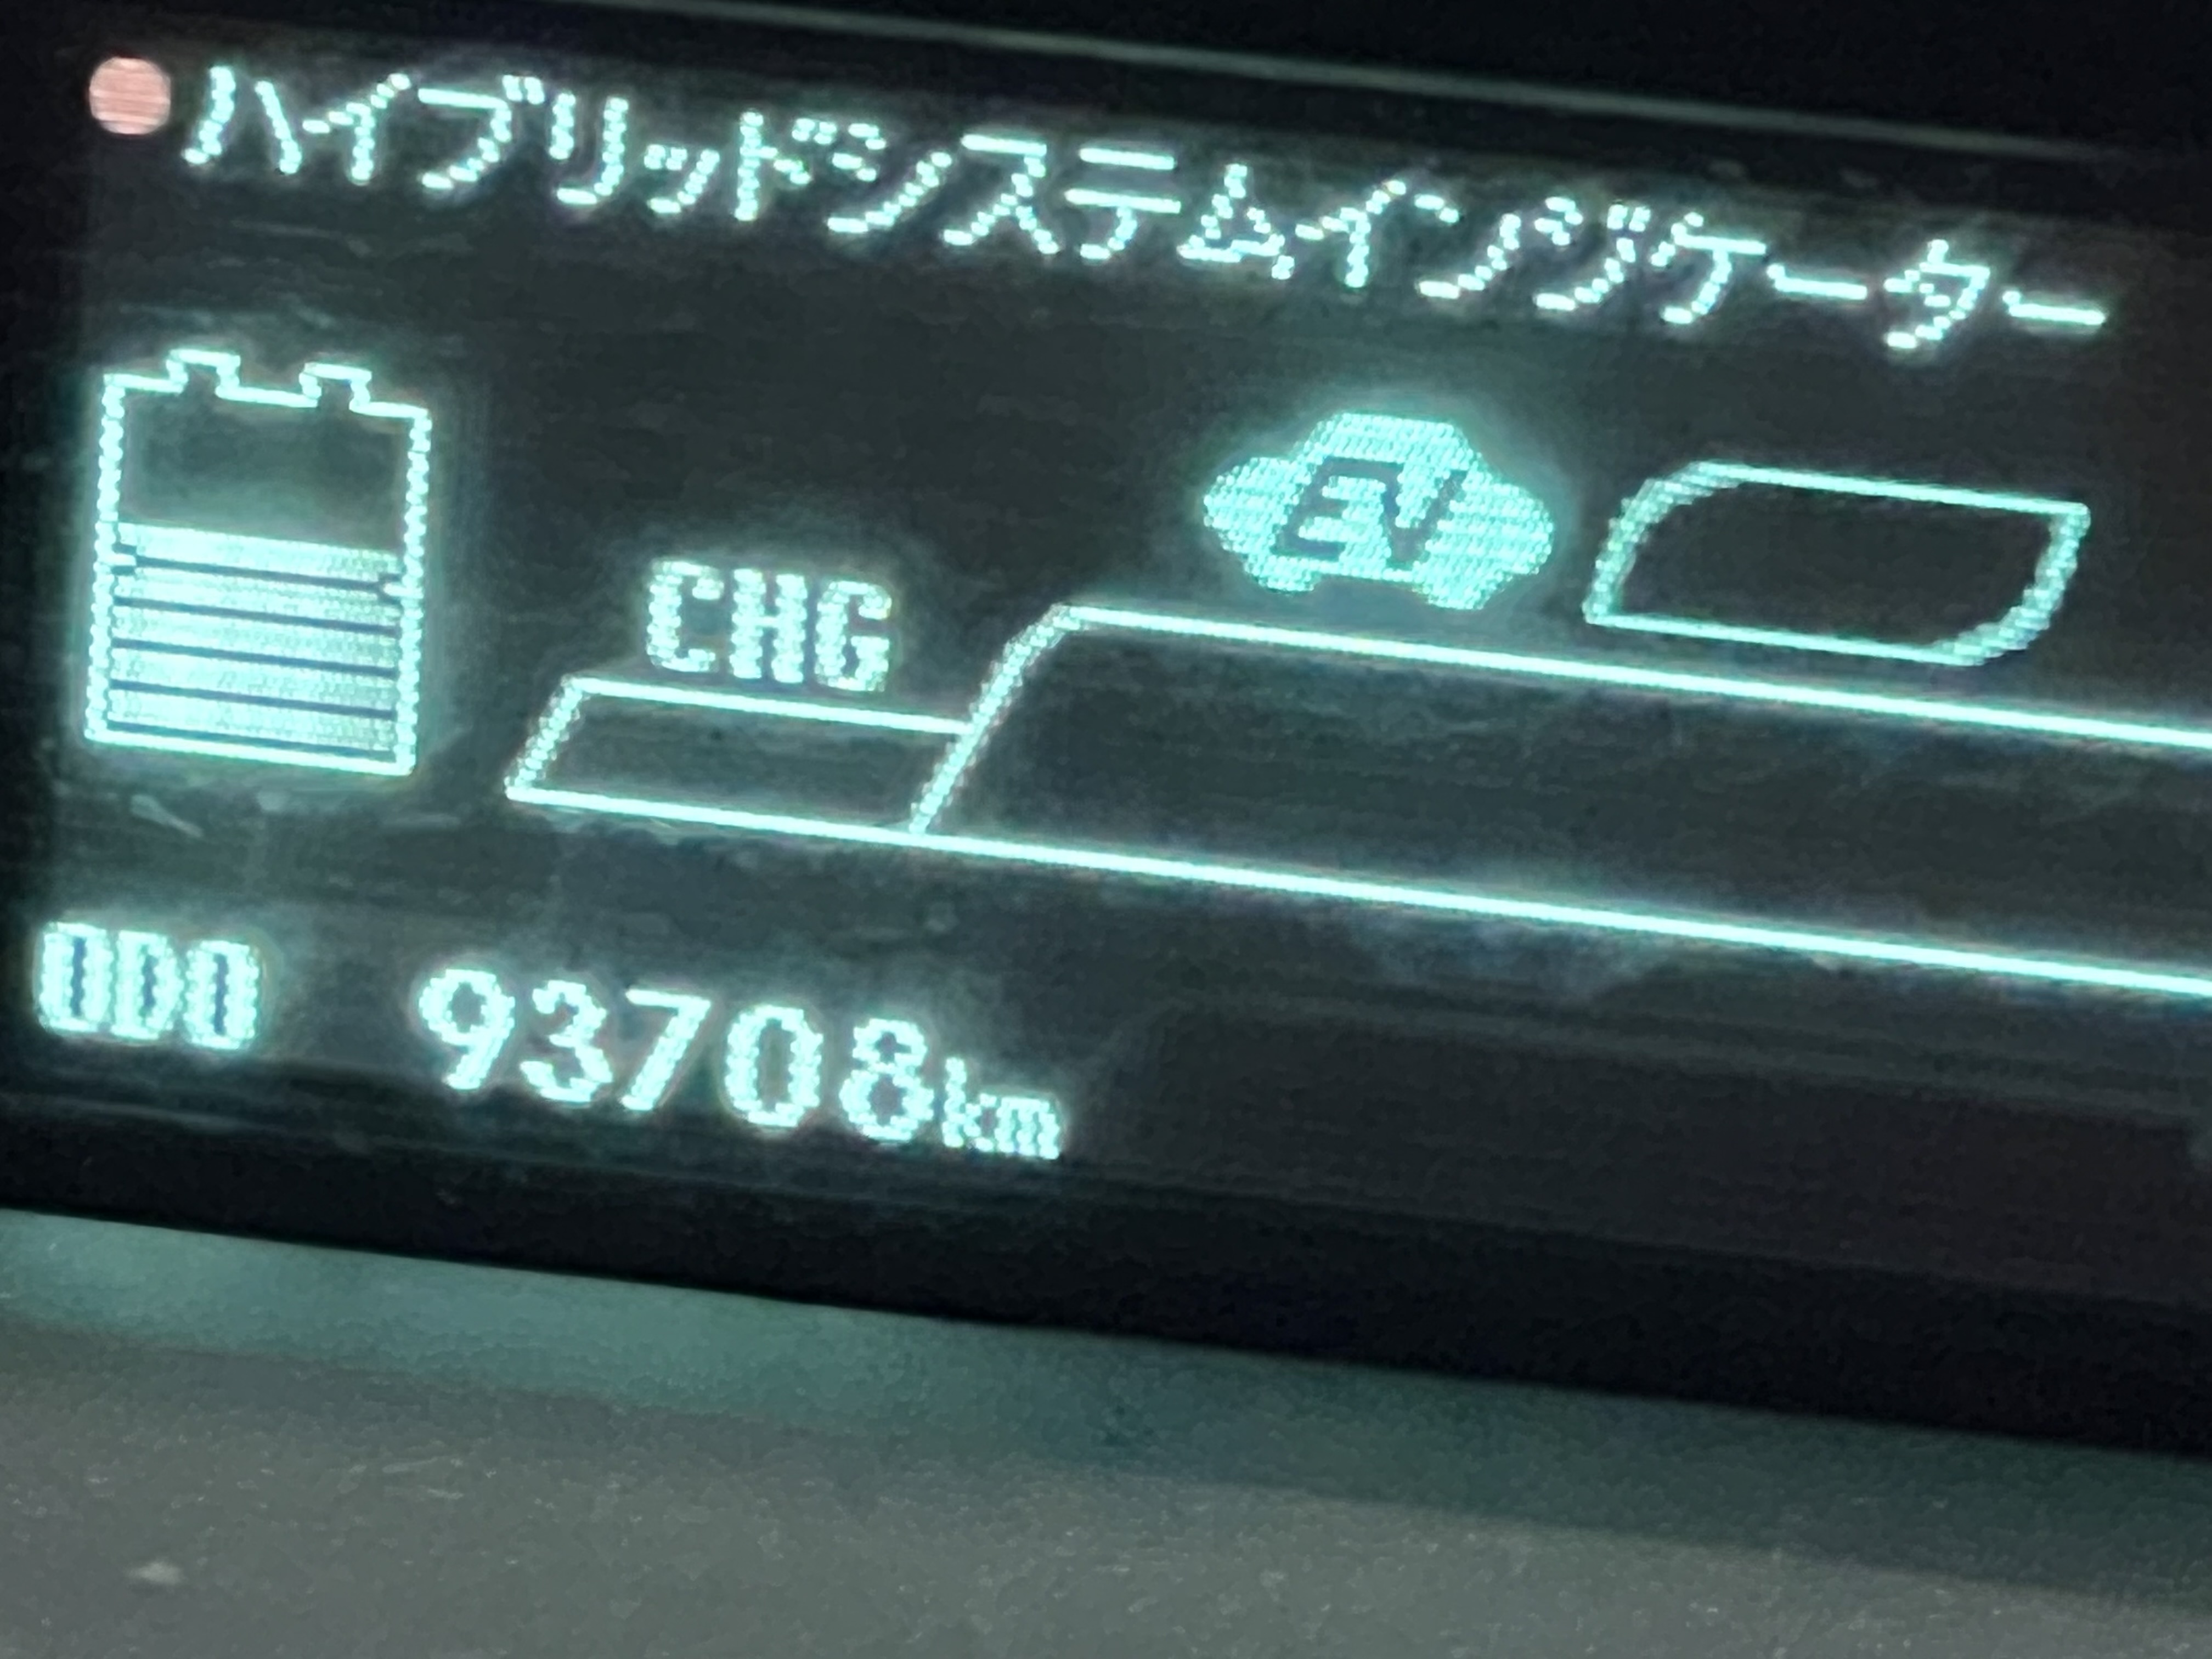 ハイブリッドシステムインジケーター
EV
CHG
ODO 93708km